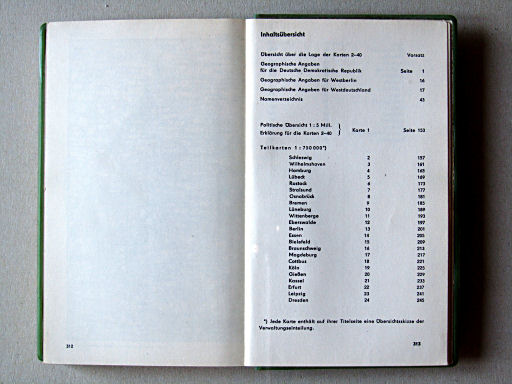 Inhaltsübersicht
Übersicht über die Lage der Karten 2–40 Vorsatz
Geographische Angaben
für die Deutsche Demokratische Republik Seite 1
Geographische Angaben für Westberlin 16
Geographische Angaben für Westdeutschland 17
Namenverzeichnis 43
Politische Übersicht 1 : 5 Mill.
Erklärung für die Karten 2–40 } Karte 1 Seite 153
Teilkarten 1 : 750 000*)
Schleswig 2 157
Wilhelmshaven 3 161
Hamburg 4 165
Lübeck 5 169
Rostock 6 173
Stralsund 7 177
Osnabrück 8 181
Bremen 9 185
Lüneburg 10 189
Wittenberge 11 193
Eberswalde 12 197
Berlin 13 201
Essen 14 205
Bielefeld 15 209
Braunschweig 16 213
Magdeburg 17 217
Cottbus 18 221
Köln 19 225
Gießen 20 229
Kassel 21 233
Erfurt 22 237
Leipzig 23 241
Dresden 24 245
*) Jede Karte enthält auf ihrer Titelseite eine Übersichtsskizze der
Verwaltungseinteilung.
312
313